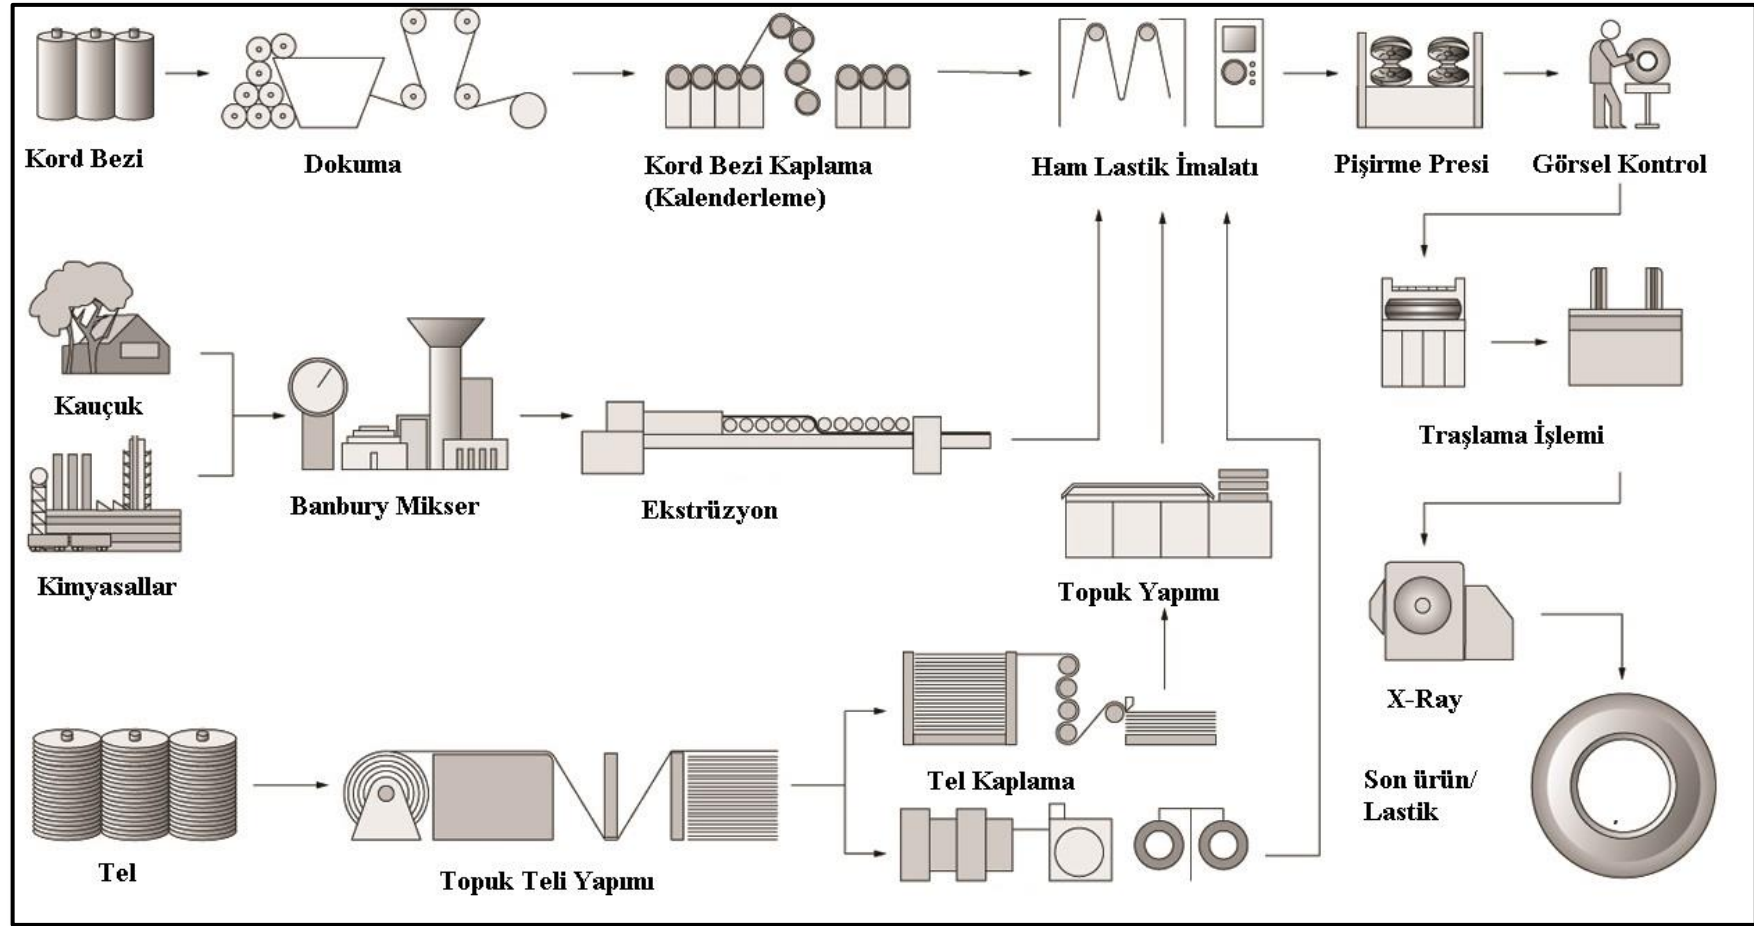 Kord Bezi
Dokuma
Kord Bezi Kaplama
(Kalenderleme)
Ham Lastik İmalatı
Pişirme Presi
Görsel Kontrol
Kauçuk
Kimyasallar
Banbury Mikser
Ekstrüzyon
Traşlama İşlemi
Topuk Yapımı
X-Ray
Tel
Topuk Teli Yapımı
Tel Kaplama
Son ürün/
Lastik